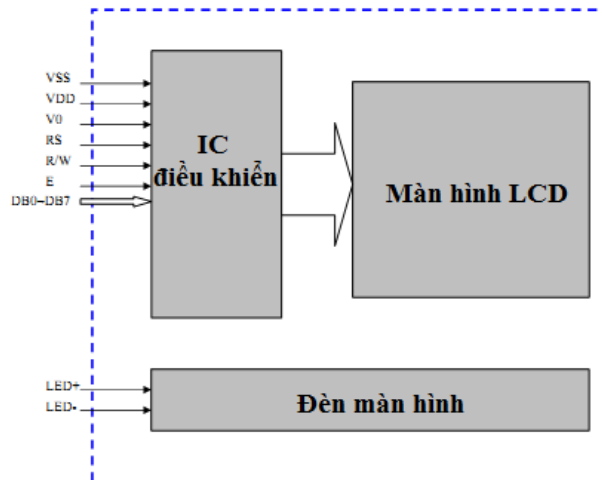 VSS
VDD
V0
RS
R/W
E
DB0-DB7
IC
điều khiển
Màn hình LCD
LED+
LED-
Đèn màn hình